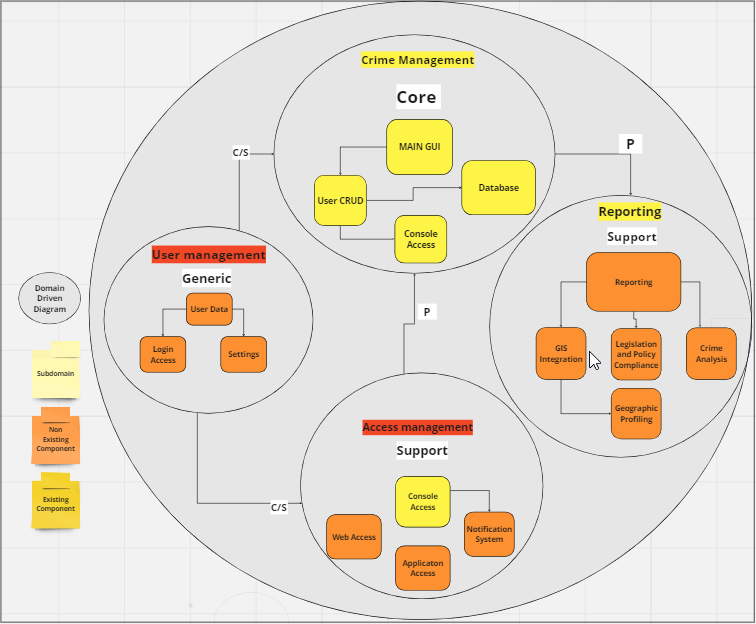 Crime Management
Core
MAIN GUI
User CRUD
Database
Console
Access
C/S
P
Reporting
Support
Reporting
GIS
Integration
Legislation
and Policy
Compliance
Crime
Analysis
Geographic
Profiling
User management
Generic
User Data
Login
Access
Settings
P
C/S
Access management
Support
Console
Access
Web Access
Notification
System
Applicaton
Access
Domain
Driven
Diagram
Subdomain
Non
Existing
Component
Existing
Component